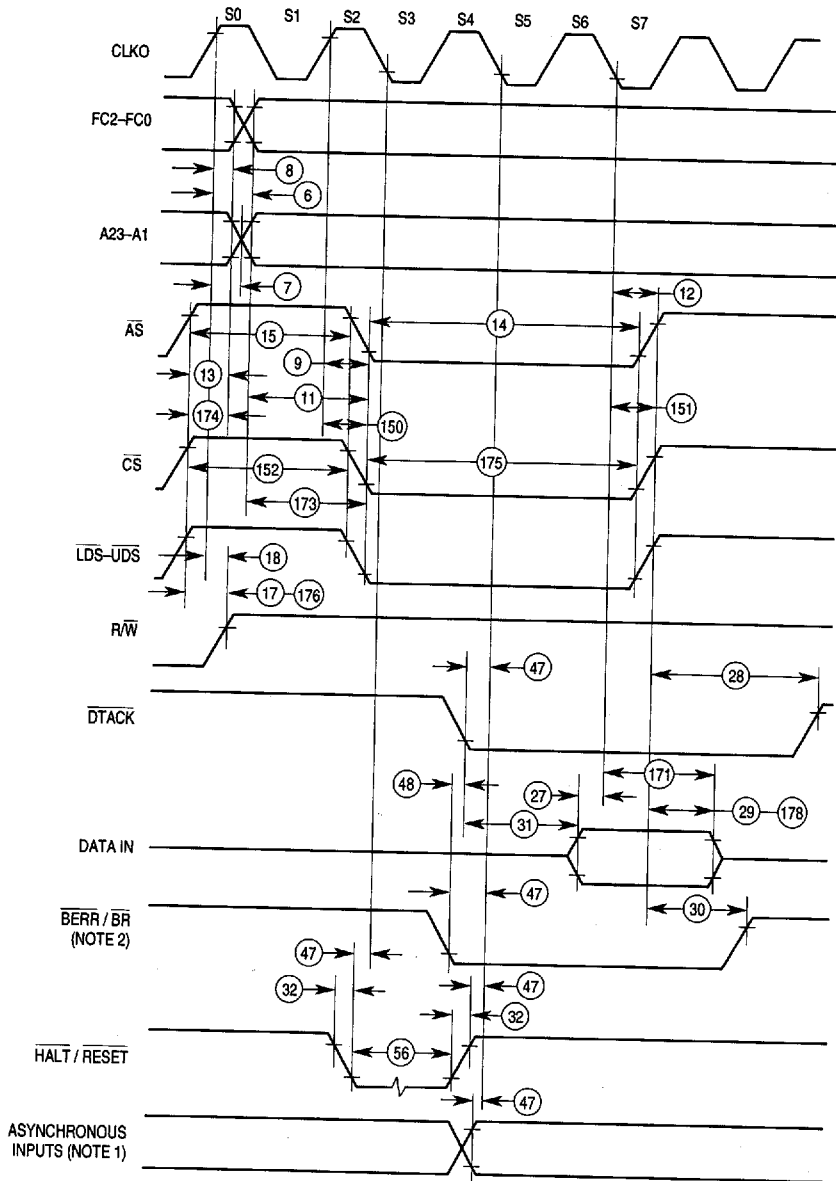 S0 S1 S2 S3 S4 S5 S6 S7
CLKO
FC2–FC0
8
6
A23–A1
7
12
AS
14
15
9
13
11
174
150
151
CS
152
175
173
LDS–UDS
18
17 176
R/W
47
28
DTACK
171
48
27
29 178
31
DATA IN
47
30
BERR / BR
(NOTE 2)
47
32
47
32
HALT / RESET
56
47
ASYNCHRONOUS
INPUTS (NOTE 1)